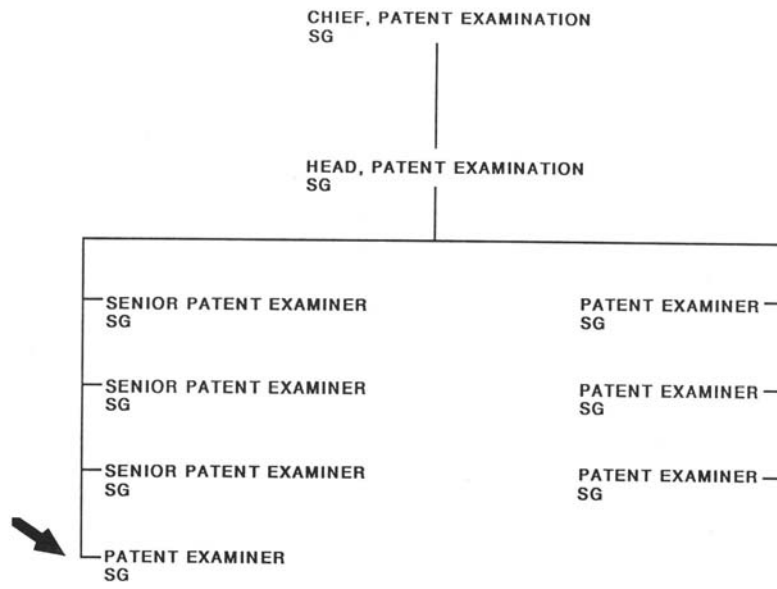 CHIEF, PATENT EXAMINATION
SG
HEAD, PATENT EXAMINATION
SG
SENIOR PATENT EXAMINER
SG
SENIOR PATENT EXAMINER
SG
SENIOR PATENT EXAMINER
SG
PATENT EXAMINER
SG
PATENT EXAMINER
SG
PATENT EXAMINER
SG
PATENT EXAMINER
SG